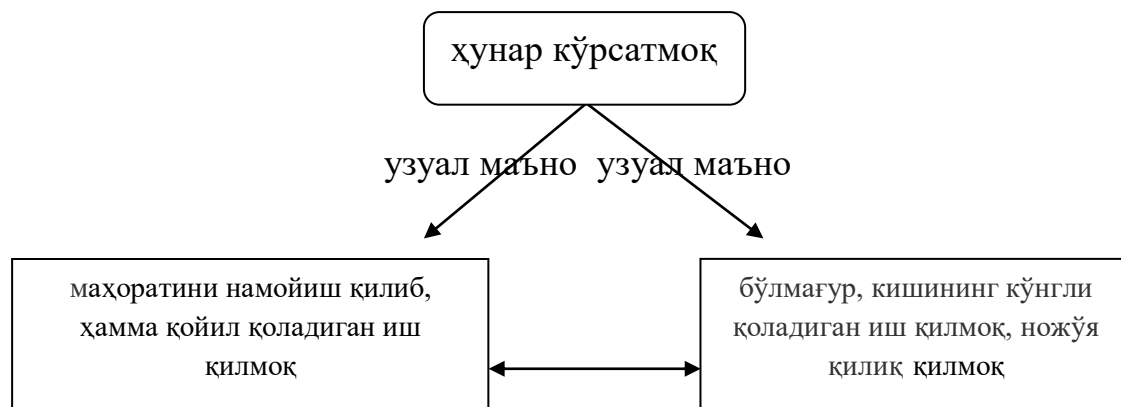 ҳунар кўрсатмоқ
узуал маъно узуал маъно
маҳоратини намойиш қилиб,
ҳамма қойил қоладиган иш
қилмоқ
бўлмағур, кишининг кўнгли
қоладиган иш қилмоқ, ножўя
қилиқ қилмоқ